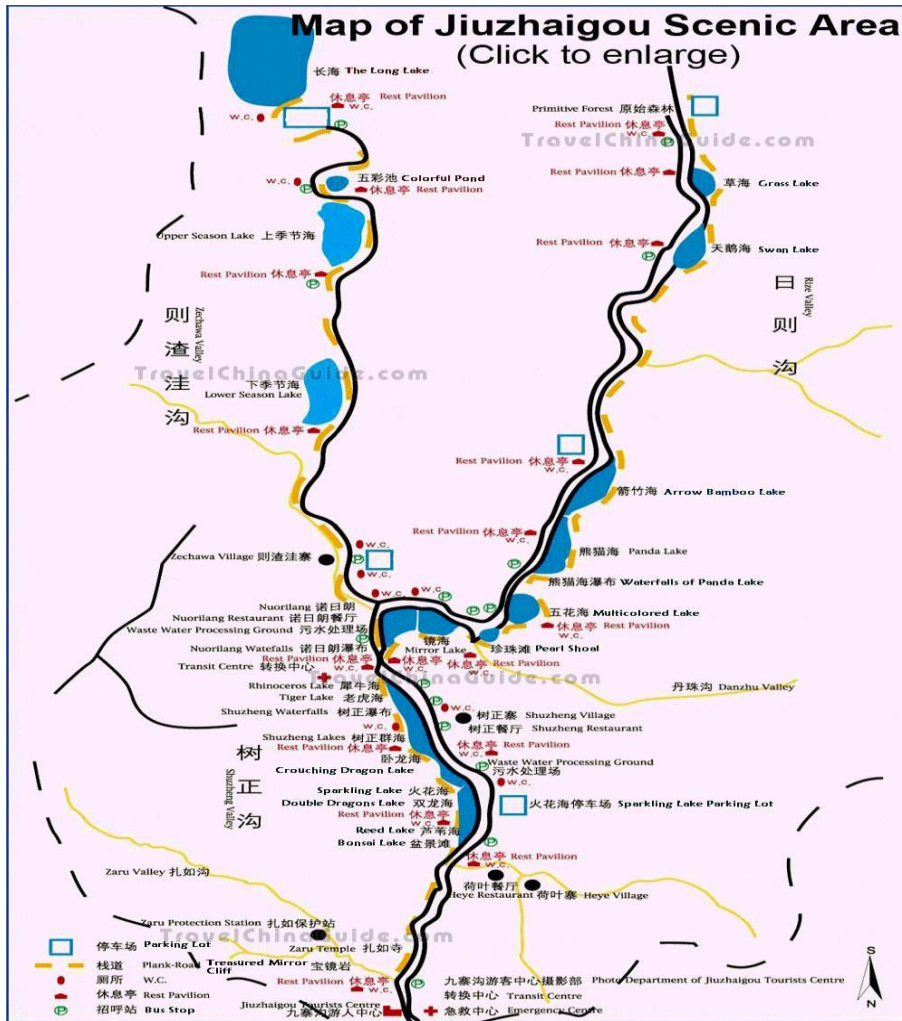 Map of Jiuzhaigou Scenic Area
(Click to enlarge)
长海 The Long Lake
休息亭 Rest Pavilion
W.C.
W.C.
Primitive Forest 原始森林
Rest Pavilion 休息亭
W.C.
TravelChinaGuide.com
W.C.
五彩池 Colorful Pond
休息亭 Rest Pavilion
Rest Pavilion 休息亭
草海 Grass Lake
Upper Season Lake 上季节海
Rest Pavilion 休息亭
天鹅海 Swan Lake
Rest Pavilion 休息亭
则渣洼沟
Zechawa Valley
日则沟
Rize Valley
TravelChinaGuide.com
下季节海
Lower Season Lake
Rest Pavilion 休息亭
Rest Pavilion 休息亭
W.C.
箭竹海 Arrow Bamboo Lake
Rest Pavilion 休息亭
W.C.
熊猫海 Panda Lake
W.C.
Zechawa Village 则渣洼寨
W.C.
W.C.
W.C.
熊猫海瀑布 Waterfalls of Panda Lake
Nuorilang 诺日朗
Nuorilang Restaurant 诺日朗餐厅
Waste Water Processing Ground 污水处理场
五花海 Multicolored Lake
休息亭 Rest Pavilion
W.C.
镜海
Mirror Lake
珍珠滩 Pearl Shoal
Nuorilang Watefalls 诺日朗瀑布
Rest Pavilion 休息亭
W.C.
休息亭 Rest Pavilion
W.C.
休息亭
W.C.
Rest Pavilion
Transit Centre 转换中心
TravelChinaGuide.com
丹珠沟 Danzhu Valley
Rhinoceros Lake 犀牛海
Tiger Lake 老虎海
Shuzheng Waterfalls 树正瀑布
W.C.
W.C.
树正寨 Shuzheng Village
树正餐厅 Shuzheng Restaurant
Shuzheng Lakes 树正群海
Rest Pavilion 休息亭
卧龙海
Crouching Dragon Lake
休息亭 Rest Pavilion
W.C.
Waste Water Processing Ground
污水处理场
W.C.
树正沟
Shuzheng Valley
Sparkling Lake 火花海
Double Dragons Lake 双龙海
Rest Pavilion 休息亭
W.C.
Reed Lake 芦苇海
Bonsai Lake 盆景滩
火花海停车场 Sparkling Lake Parking Lot
休息亭 Rest Pavilion
W.C.
Zaru Valley 扎如沟
荷叶餐厅
Heye Restaurant 荷叶寨 Heye Village
Zaru Protection Station 扎如保护站
TravelChinaGuide.com
Zaru Temple 扎如寺
Treasured Mirror
Cliff 宝镜岩
停车场 Parking Lot
栈道 Plank-Road
厕所 W.C.
休息亭 Rest Pavilion
招呼站 Bus Stop
Rest Pavilion 休息亭
W.C.
Jiuzhaigou Tourists Centre
九寨沟游人中心
九寨沟游客中心摄影部 Photo Department of Jiuzhaigou Tourists Centre
转换中心 Transit Centre
急救中心 Emergency Centre
S
N